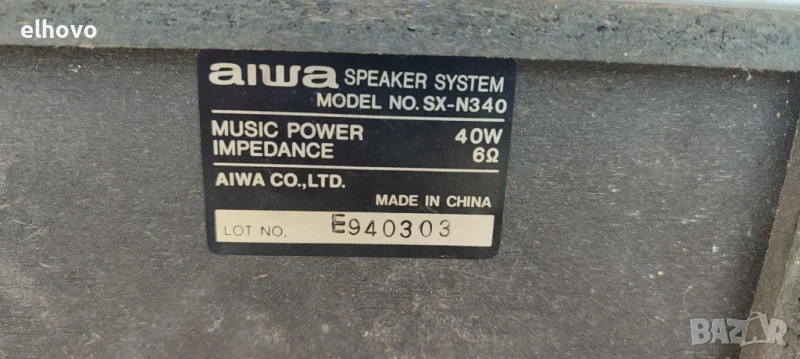 elhovo
aiwa SPEAKER SYSTEM
MODEL NO. SX-N340
MUSIC POWER 40W
IMPEDANCE 6Ω
AIWA CO.,LTD.
MADE IN CHINA
LOT NO. E940303
BAZAR